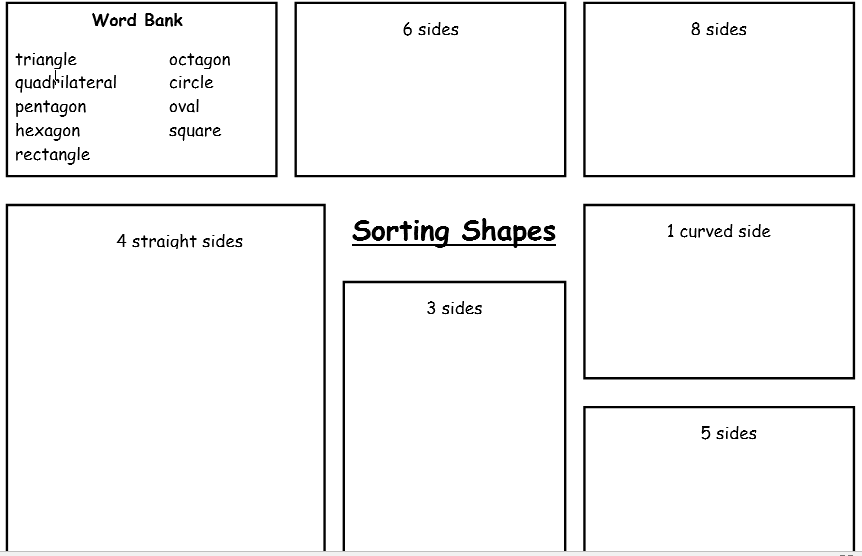 Word Bank
triangle
quadrilateral
pentagon
hexagon
rectangle
octagon
circle
oval
square
6 sides
8 sides
Sorting Shapes
4 straight sides
3 sides
1 curved side
5 sides